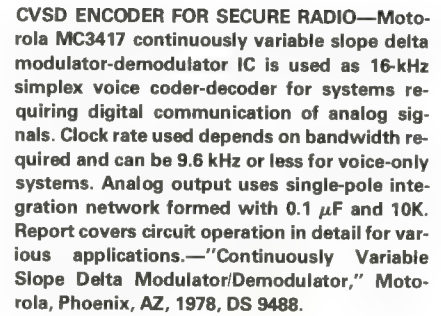 CVSD ENCODER FOR SECURE RADIO—Moto-
rola MC3417 continuously variable slope delta
modulator-demodulator IC is used as 16-kHz
simplex voice coder-decoder for systems re-
quiring digital communication of analog sig-
nals. Clock rate used depends on bandwidth re-
quired and can be 9.6 kHz or less for voice-only
systems. Analog output uses single-pole inte-
gration network formed with 0.1 μF and 10K.
Report covers circuit operation in detail for var-
ious applications.—"Continuously Variable
Slope Delta Modulator/Demodulator," Moto-
rola, Phoenix, AZ, 1978, DS 9488.